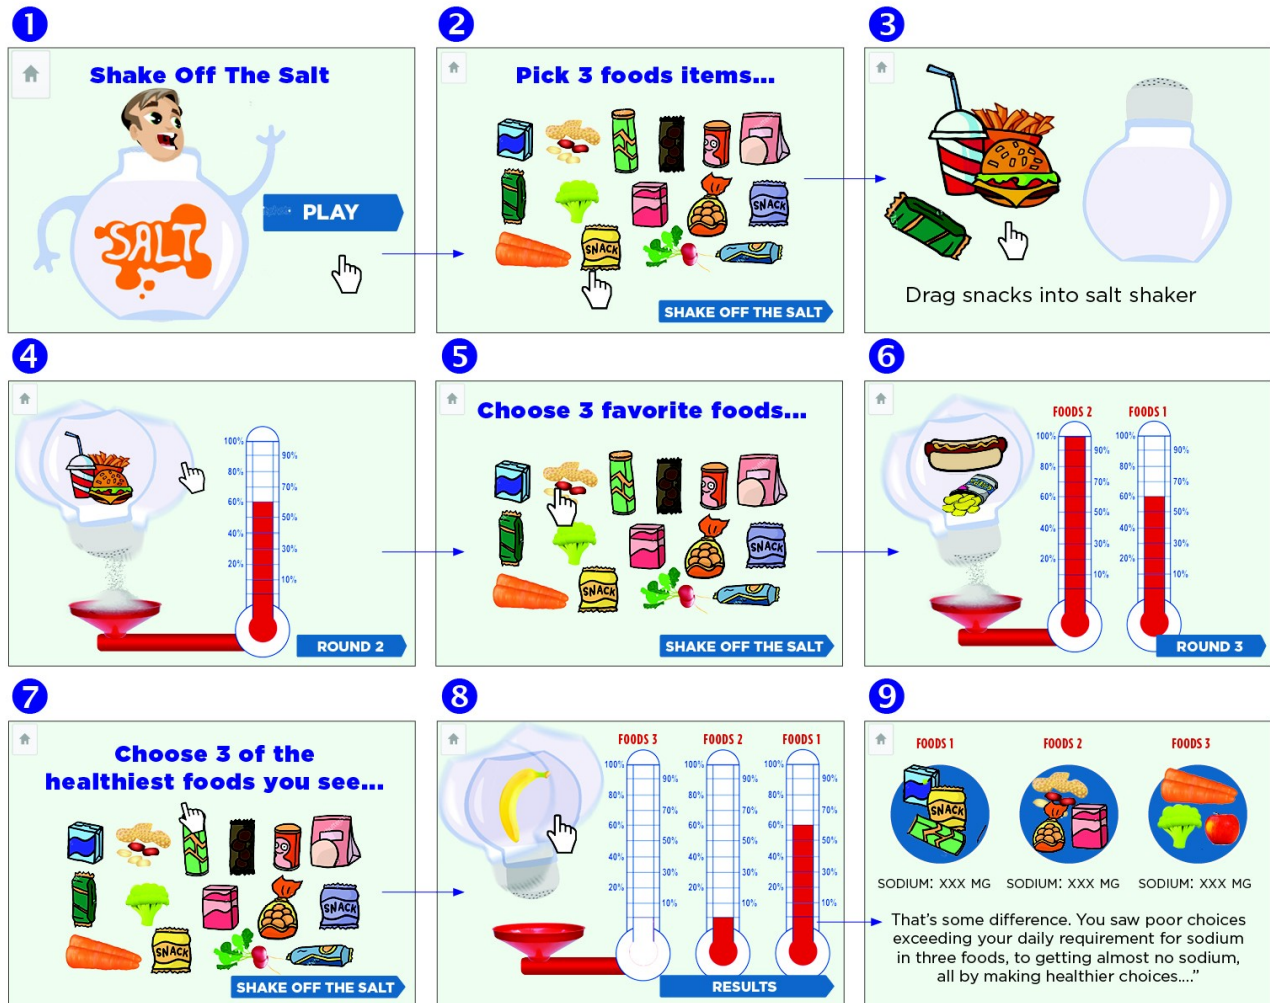 1
Shake Off The Salt
SALT
PLAY
2
Pick 3 foods items...
SNACK
SNACK
SHAKE OFF THE SALT
3
Drag snacks into salt shaker
4
100%
90%
80%
70%
60%
50%
40%
30%
20%
10%
ROUND 2
5
Choose 3 favorite foods...
SNACK
SNACK
SHAKE OFF THE SALT
6
FOODS 2 FOODS 1
100% 100%
90% 90%
80% 80%
70% 70%
60% 60%
50% 50%
40% 40%
30% 30%
20% 20%
10% 10%
ROUND 3
7
Choose 3 of the
healthiest foods you see...
SNACK
SNACK
SHAKE OFF THE SALT
8
FOODS 3 FOODS 2 FOODS 1
100% 100% 100%
90% 90% 90%
80% 80% 80%
70% 70% 70%
60% 60% 60%
50% 50% 50%
40% 40% 40%
30% 30% 30%
20% 20% 20%
10% 10% 10%
RESULTS
9
FOODS 1 FOODS 2 FOODS 3
SNACK
SODIUM: XXX MG SODIUM: XXX MG SODIUM: XXX MG
That's some difference. You saw poor choices
exceeding your daily requirement for sodium
in three foods, to getting almost no sodium,
all by making healthier choices...."